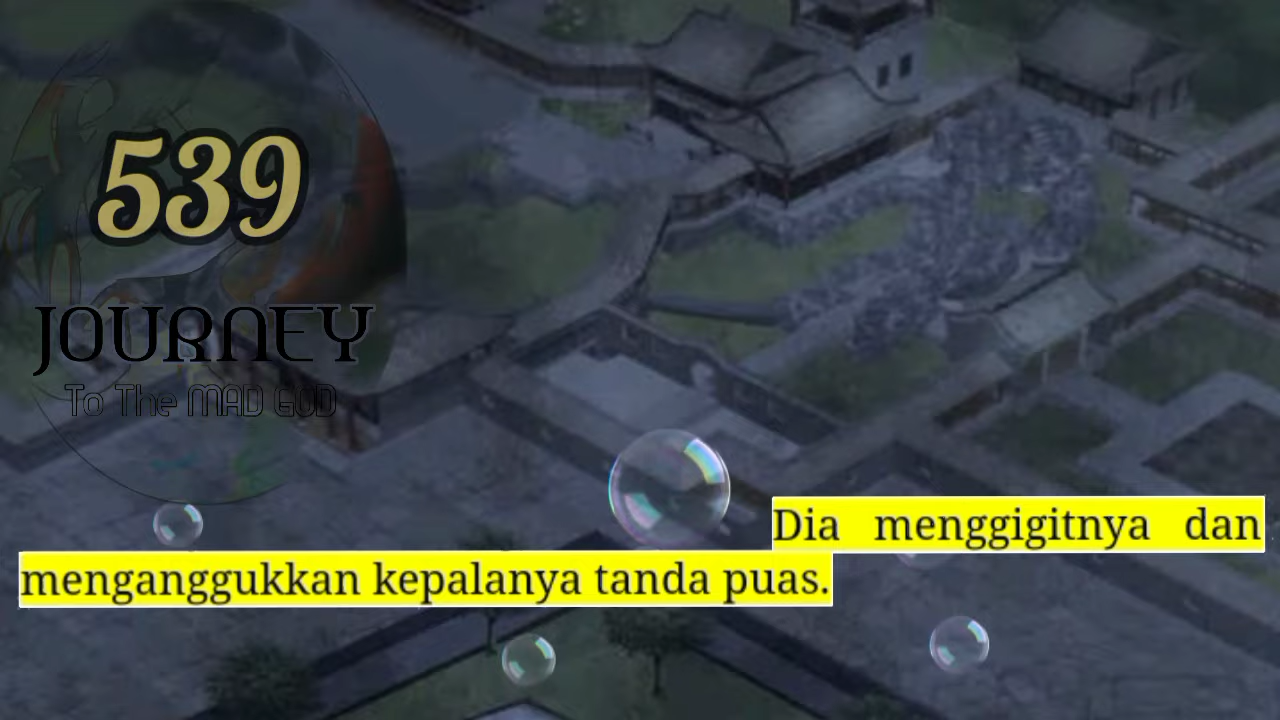 539
JOURNEY
To The MAD GOD
Dia menggigitnya dan
menganggukkan kepalanya tanda puas.